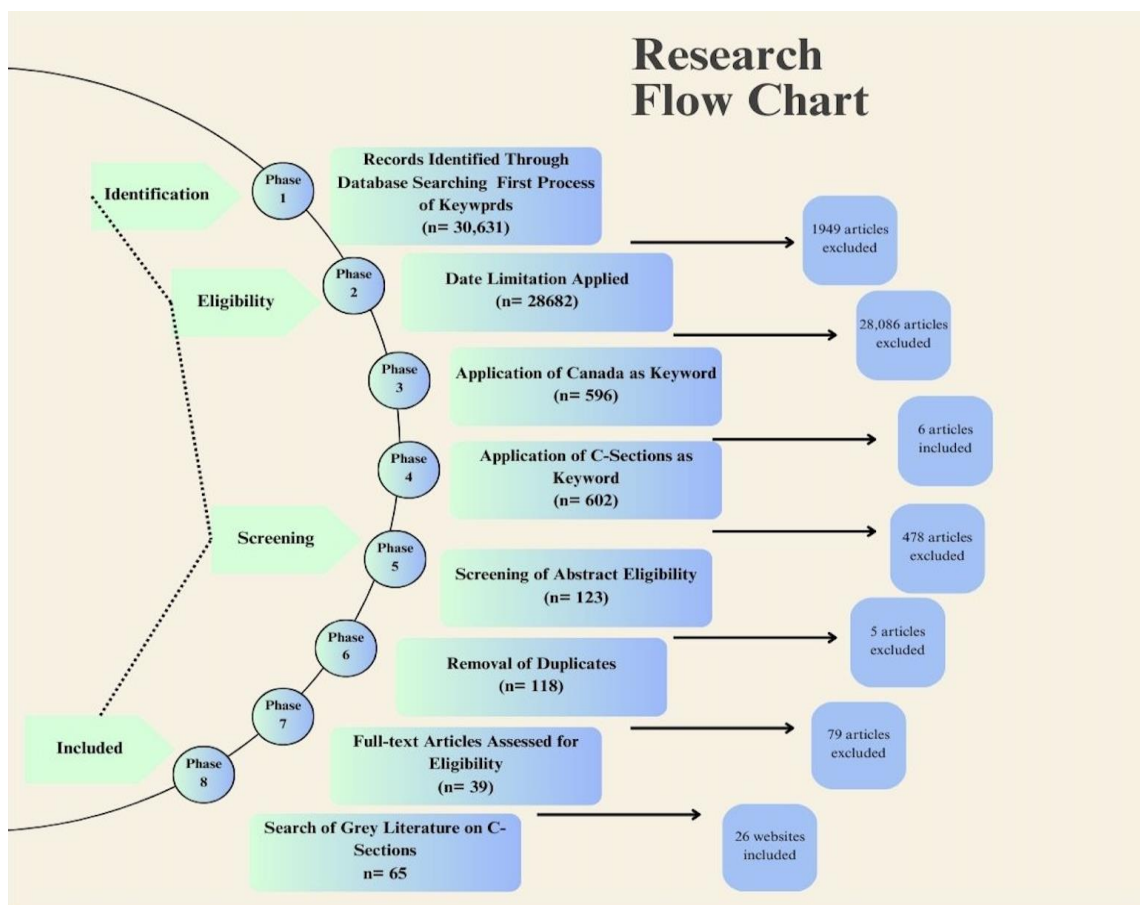 Research
Flow Chart
Identification
Phase
1
Records Identified Through
Database Searching First Process
of Keywprds
(n= 30,631)
1949 articles
excluded
Eligibility
Phase
2
Date Limitation Applied
(n= 28682)
28,086 articles
excluded
Phase
3
Application of Canada as Keyword
(n= 596)
6 articles
included
Phase
4
Application of C-Sections as
Keyword
(n= 602)
478 articles
excluded
Screening
Phase
5
Screening of Abstract Eligibility
(n= 123)
5 articles
excluded
Phase
6
Removal of Duplicates
(n= 118)
79 articles
excluded
Phase
7
Full-text Articles Assessed for
Eligibility
(n= 39)
26 websites
included
Included
Phase
8
Search of Grey Literature on C-
Sections
n= 65